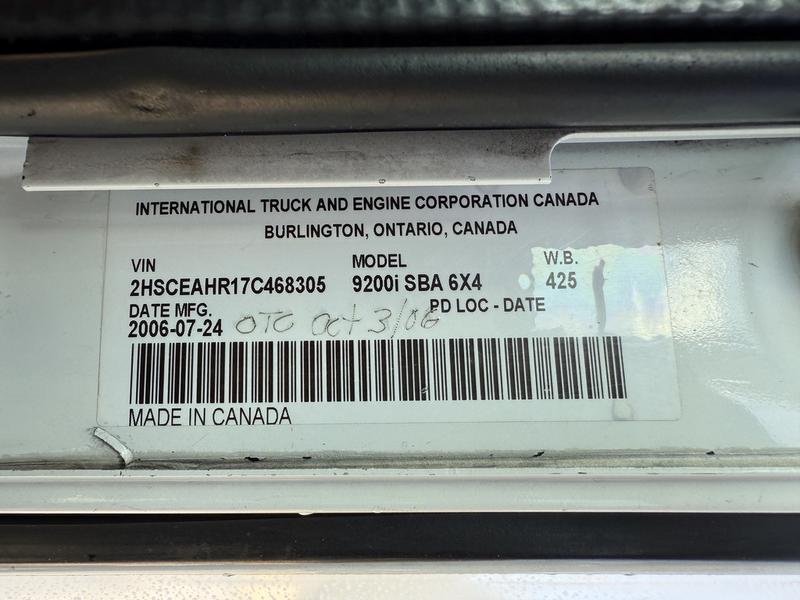 INTERNATIONAL TRUCK AND ENGINE CORPORATION CANADA
BURLINGTON, ONTARIO, CANADA
VIN MODEL W.B.
2HSCEAHR17C468305 9200i SBA 6X4 425
DATE MFG. PD LOC - DATE
2006-07-24 OTC Oct 3/06
MADE IN CANADA